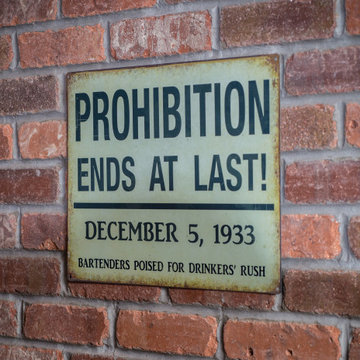 PROHIBITION
ENDS AT LAST!
DECEMBER 5, 1933
BARTENDERS POISED FOR DRINKERS' RUSH